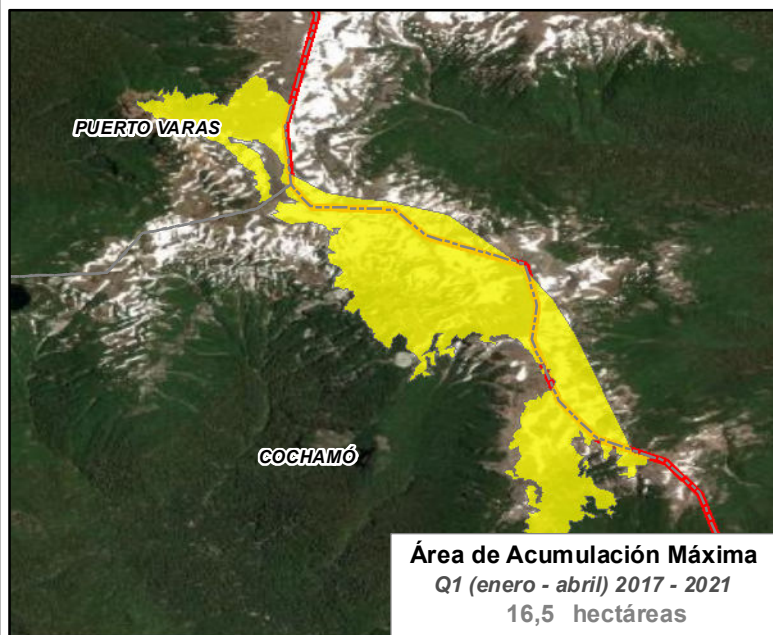 PUERTO VARAS
COCHAMÓ
Área de Acumulación Máxima
Q1 (enero - abril) 2017 - 2021
16,5 hectáreas